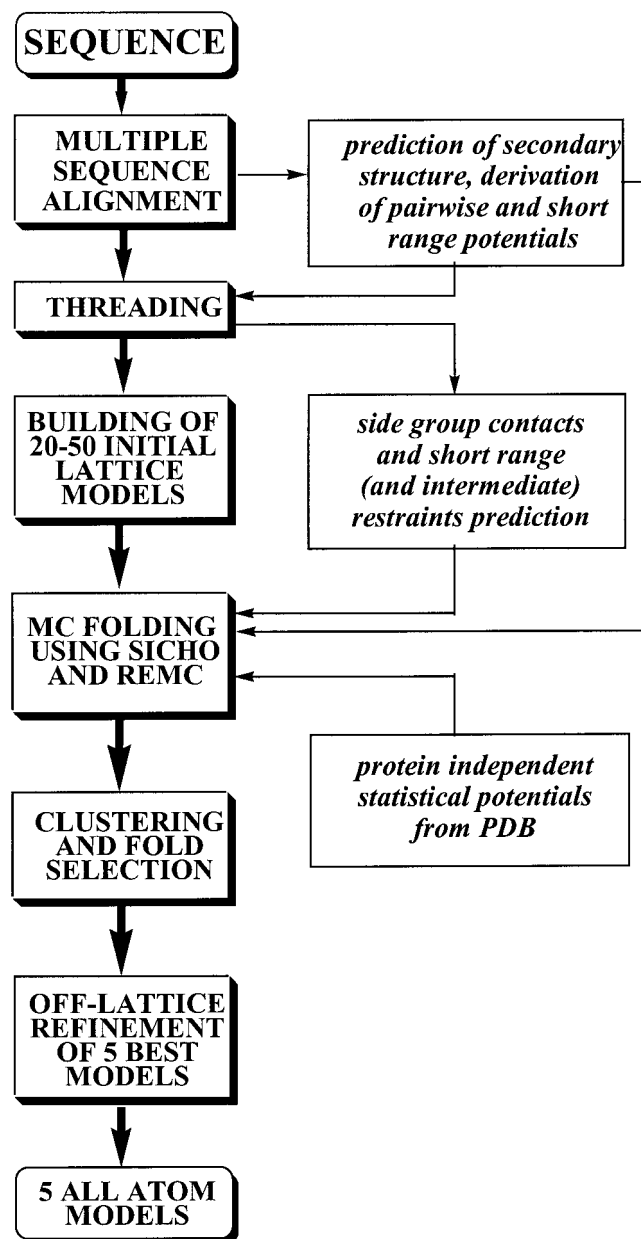 SEQUENCE
MULTIPLE
SEQUENCE
ALIGNMENT
prediction of secondary
structure, derivation
of pairwise and short
range potentials
THREADING
BUILDING OF
20-50 INITIAL
LATTICE
MODELS
side group contacts
and short range
(and intermediate)
restraints prediction
MC FOLDING
USING SICHO
AND REMC
protein independent
statistical potentials
from PDB
CLUSTERING
AND FOLD
SELECTION
OFF-LATTICE
REFINEMENT
OF 5 BEST
MODELS
5 ALL ATOM
MODELS